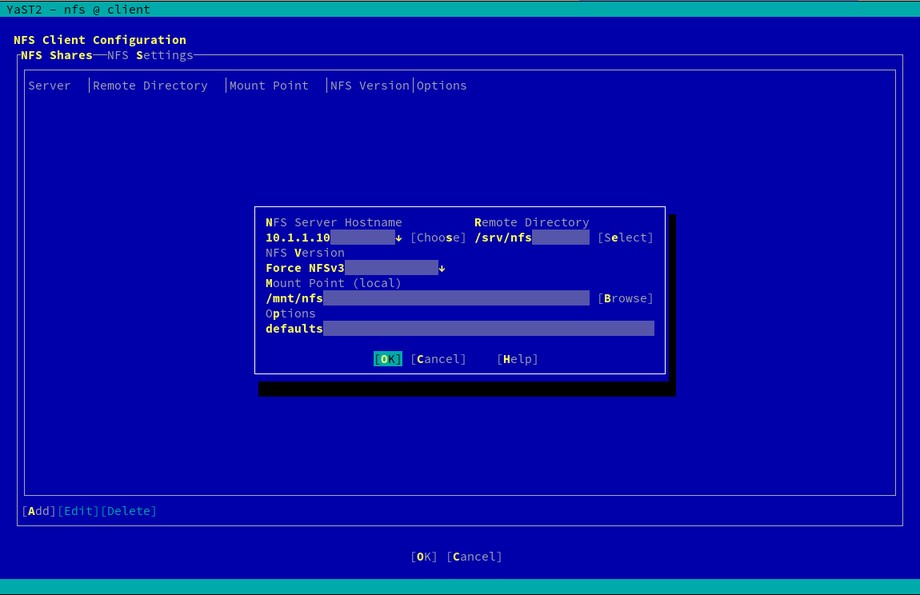 YaST2 - nfs @ client
NFS Client Configuration
NFS Shares NFS Settings
Server |Remote Directory |Mount Point |NFS Version|Options
NFS Server Hostname Remote Directory
10.1.1.10 ↓ [Choose] /srv/nfs [Select]
NFS Version
Force NFSv3 ↓
Mount Point (local)
/mnt/nfs [Browse]
Options
defaults
[OK] [Cancel] [Help]
[Add][Edit][Delete]
[OK] [Cancel]